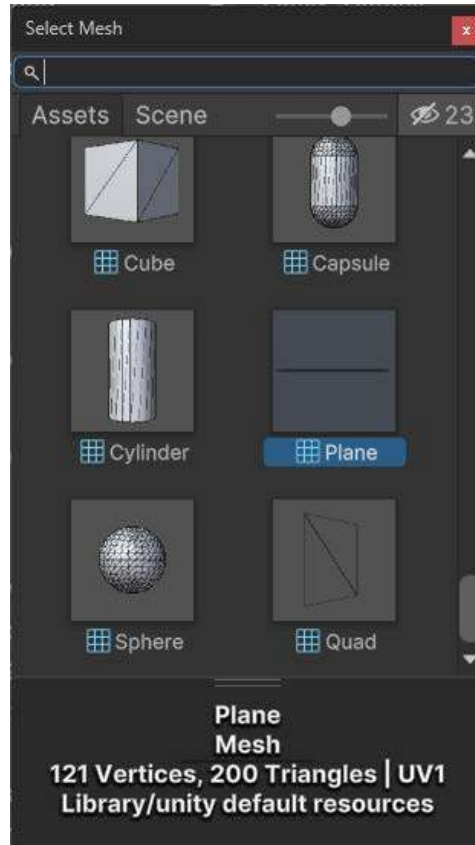 Select Mesh
x
Assets Scene 23
Cube Capsule
Cylinder Plane
Sphere Quad
Plane
Mesh
121 Vertices, 200 Triangles | UV1
Library/unity default resources